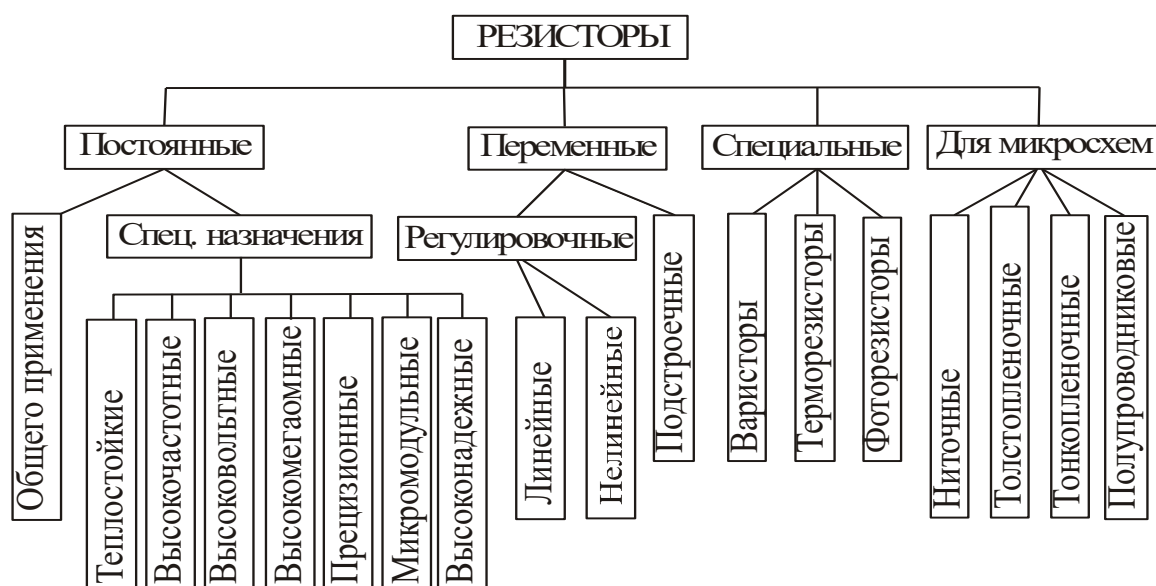 РЕЗИСТОРЫ
Постоянные
Переменные
Специальные
Для микросхем
Общего применения
Спец. назначения
Регулировочные
Подстроечные
Варисторы
Терморезисторы
Фоторезисторы
Ниточные
Толстопленочные
Тонкопленочные
Полупроводниковые
Теплостойкие
Высокочастотные
Высоковольтные
Высокомегаомные
Прецизионные
Микромодульные
Высоконадежные
Линейные
Нелинейные